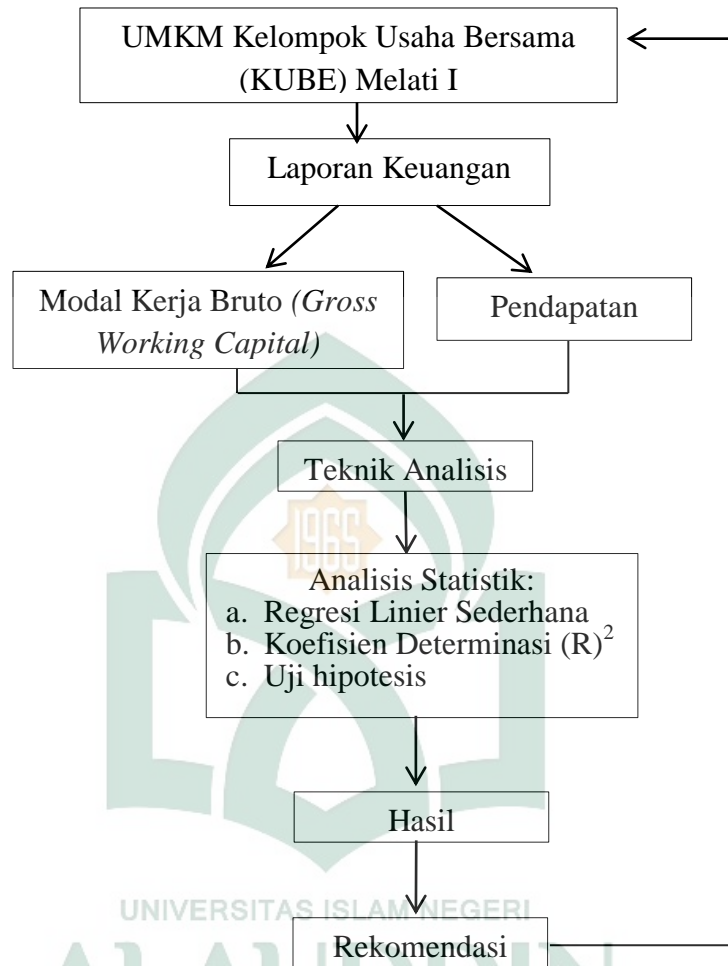 UMKM Kelompok Usaha Bersama
(KUBE) Melati I
Laporan Keuangan
Modal Kerja Bruto (Gross
Working Capital)
Pendapatan
Teknik Analisis
1965
Analisis Statistik:
a. Regresi Linier Sederhana
b. Koefisien Determinasi (R)²
c. Uji hipotesis
Hasil
UNIVERSITAS ISLAM NEGERI
Rekomendasi